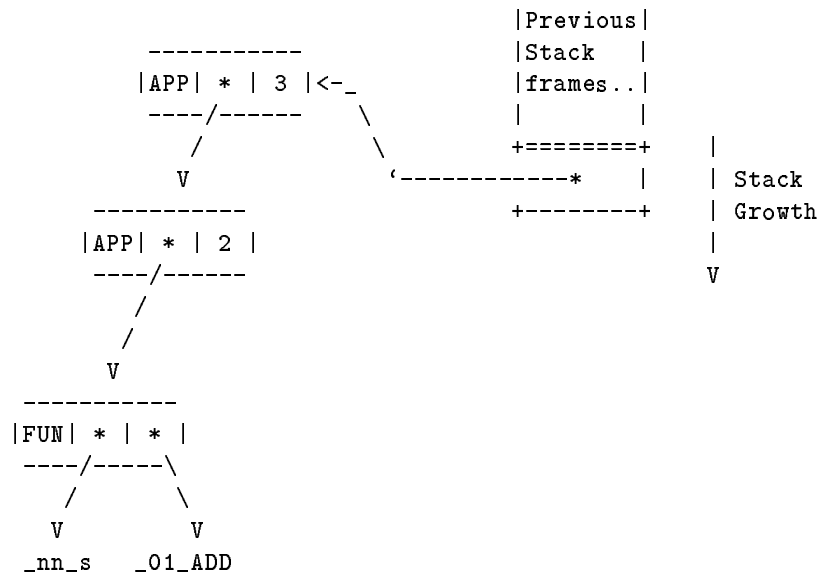 |Previous|
|Stack |
|APP| * | 3 |<-_ |frames..|
* | | Stack
| Growth
|APP| * | 2 |
V
V
V
V
|FUN| * | * |
V V
_nn_s _01_ADD